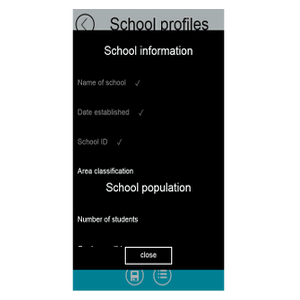 School profiles
School information
Name of school ✓
Date established ✓
School ID ✓
Area classification
School population
Number of students
close